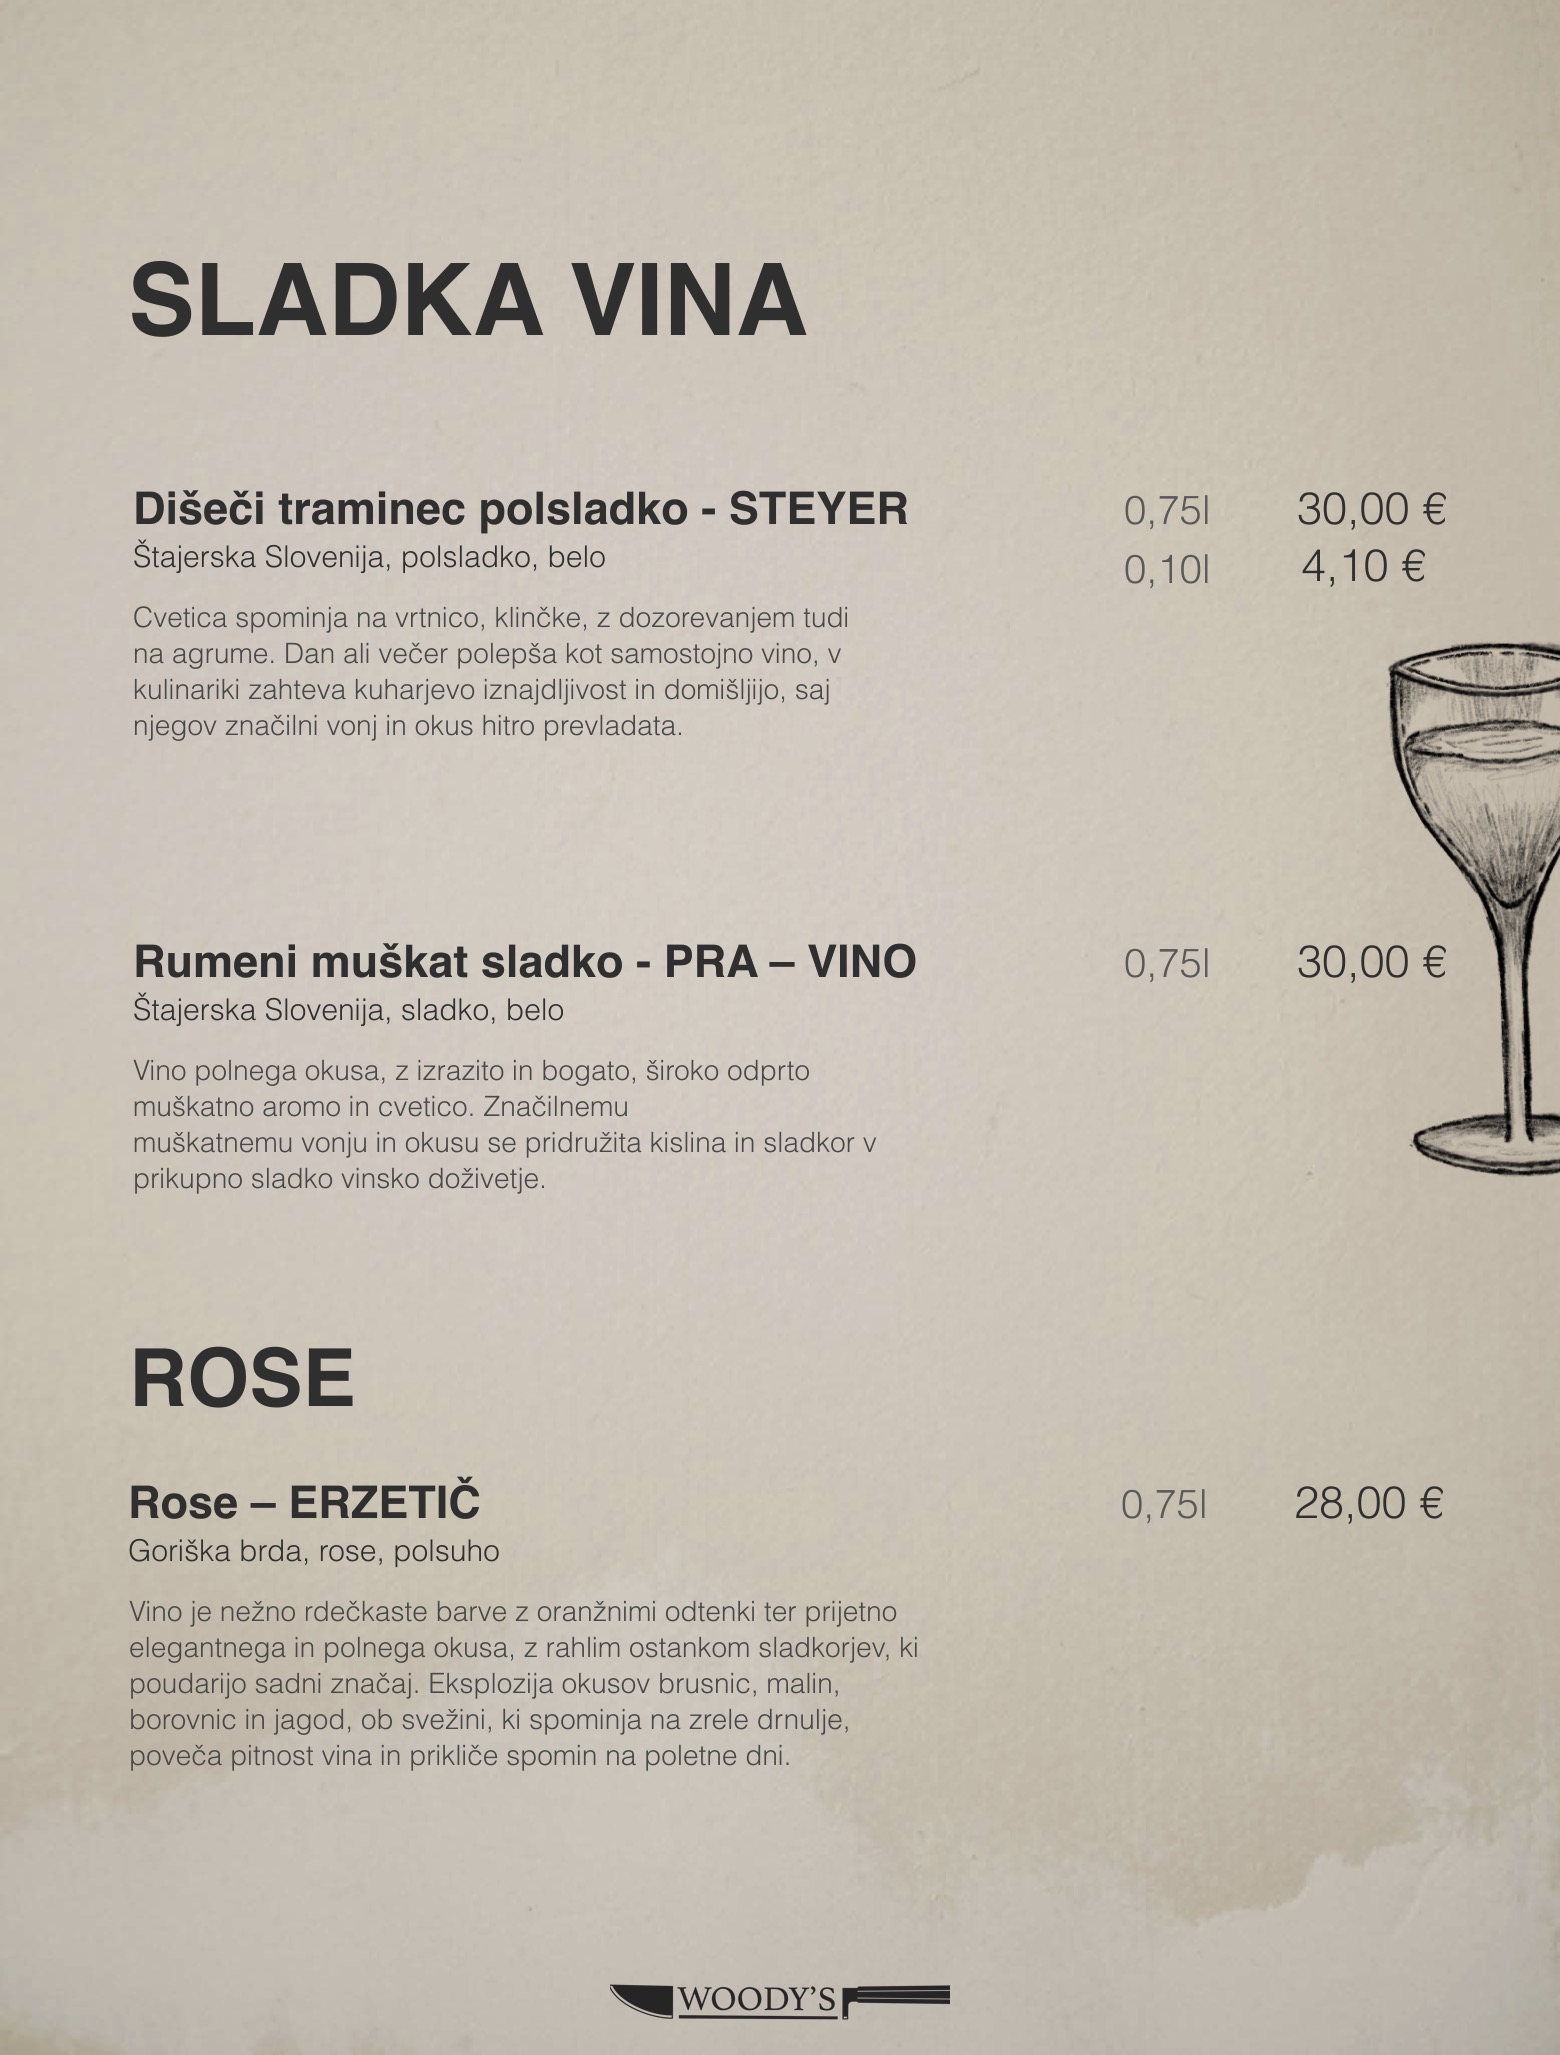 SLADKA VINA
Dišeči traminec polsladko - STEYER 0,75l 30,00 €
Štajerska Slovenija, polsladko, belo 0,10l 4,10 €
Cvetica spominja na vrtnico, klinčke, z dozorevanjem tudi
na agrume. Dan ali večer polepša kot samostojno vino, v
kulinariki zahteva kuharjevo iznajdljivost in domišljijo, saj
njegov značilni vonj in okus hitro prevladata.
Rumeni muškat sladko - PRA – VINO 0,75l 30,00 €
Štajerska Slovenija, sladko, belo
Vino polnega okusa, z izrazito in bogato, široko odprto
muškatno aromo in cvetico. Značilnemu
muškatnemu vonju in okusu se pridružita kislina in sladkor v
prikupno sladko vinsko doživetje.
ROSE
Rose – ERZETIČ 0,75l 28,00 €
Goriška brda, rose, polsuho
Vino je nežno rdečkaste barve z oranžnimi odtenki ter prijetno
elegantnega in polnega okusa, z rahlim ostankom sladkorjev, ki
poudarijo sadni značaj. Eksplozija okusov brusnic, malin,
borovnic in jagod, ob svežini, ki spominja na zrele drnulje,
poveča pitnost vina in prikliče spomin na poletne dni.
WOODY'S